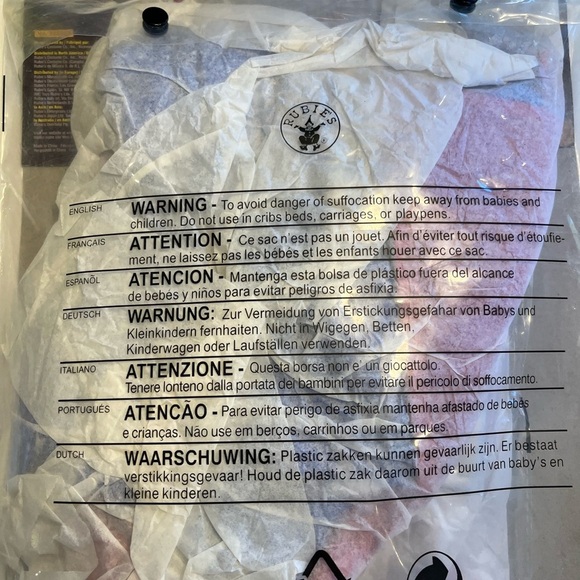 RUBIES
ENGLISH WARNING - To avoid danger of suffocation keep away from babies and
children. Do not use in cribs beds, carriages, or playpens.
FRANCAIS ATTENTION - Ce sac n'est pas un jouet. Afin d'éviter tout risque d'étoufie-
ment, ne laissez pas les bébés et les enfants houer avec ce sac.
ESPANÕL ATENCION - Mantenga esta bolsa de plástico fuera del alcance
de bebés y niños para evitar peligros de asfixia.
DEUTSCH WARNUNG: Zur Vermeidung von Erstickungsgefahar von Babys und
Kleinkindern fernhaiten. Nicht in Wigegen, Betten,
Kinderwagen oder Laufställen verwenden.
ITALIANO ATTENZIONE - Questa borsa non e' un giocattolo.
Tenere lonteno dalla portata dei bambini per evitare il pericolo di soffocamento.
PORTUGUÉS ATENCÃO - Para evitar perigo de asfixia mantenha afastado de bebês
e crianças. Não use em berços, carrinhos ou em parques.
DUTCH WAARSCHUWING: Plastic zakken kunnen gevaarlijk zijn. Er bestaat
verstikkingsgevaar! Houd de plastic zak daarom uit de buurt van baby's en
kleine kinderen.